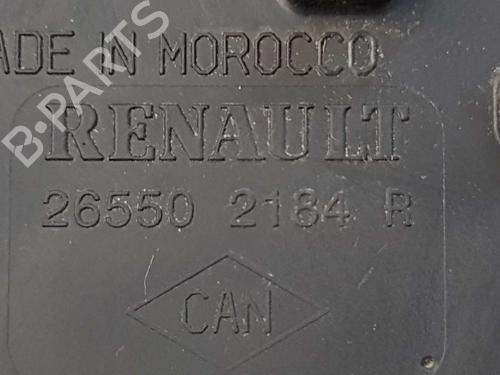 ADE IN MOROCCO
RENAULT
26550 2184 R
CAN
B-PARTS